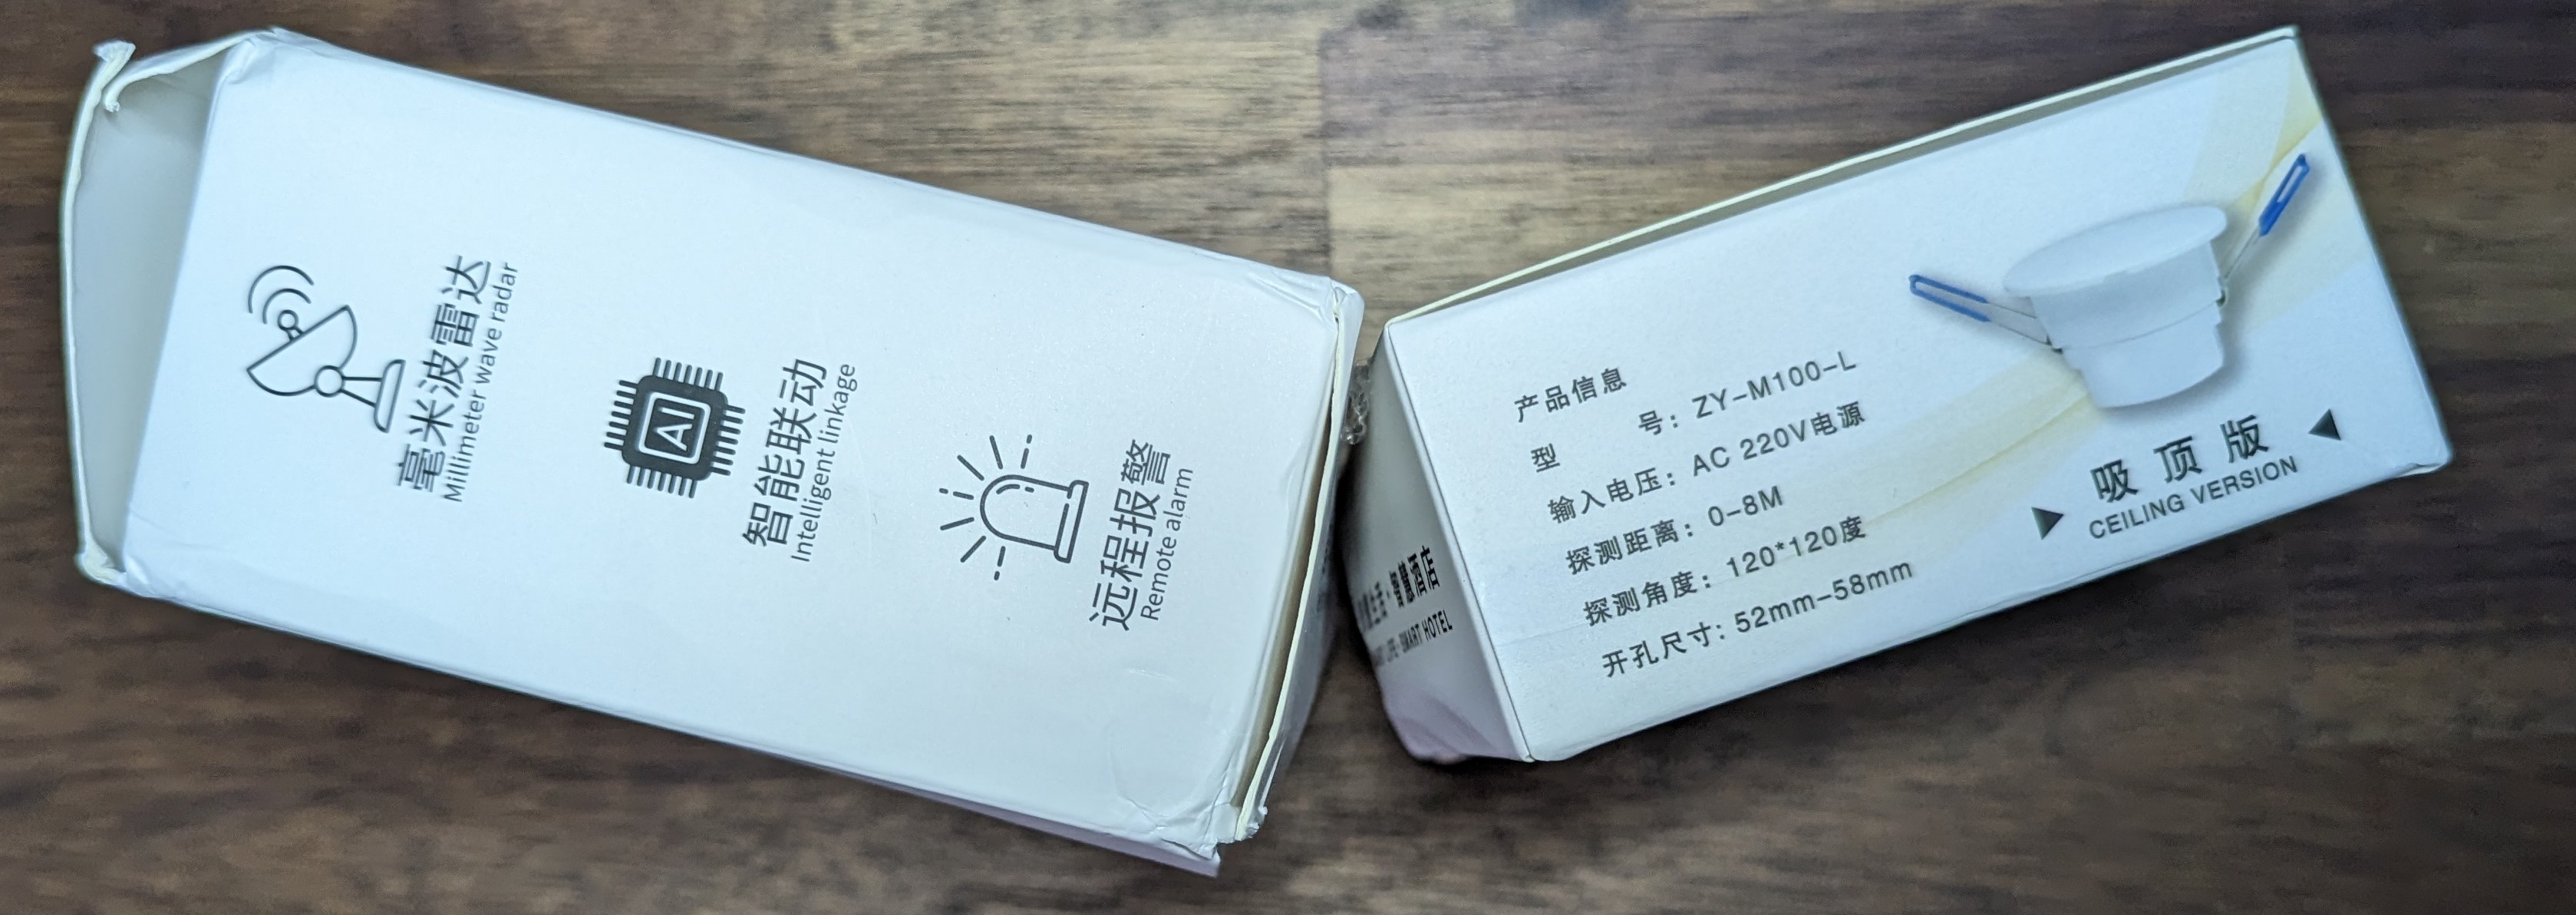 毫米波雷达
Millimeter wave radar
AI
智能联动
Intelligent linkage
远程报警
Remote alarm
智慧酒店
SMART HOTEL
产品信息
型 号：ZY-M100-L
输入电压：AC 220V电源
探测距离：0-8M
探测角度：120*120度
开孔尺寸：52mm-58mm
吸顶版
CEILING VERSION